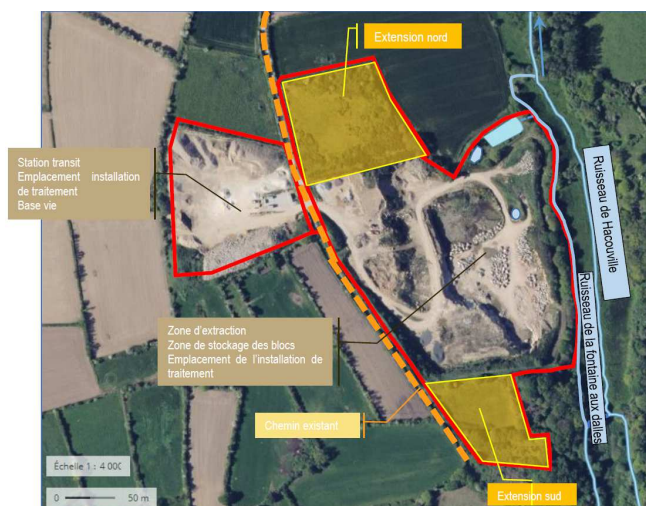 Extension nord
Station transit
Emplacement installation
de traitement
Base vie
Ruisseau de Hacouville
Ruisseau de la fontaine aux dalles
Zone d'extraction
Zone de stockage des blocs
Emplacement de l'installation de
traitement
Chemin existant
Échelle 1 : 4 000
0 50 m
Extension sud